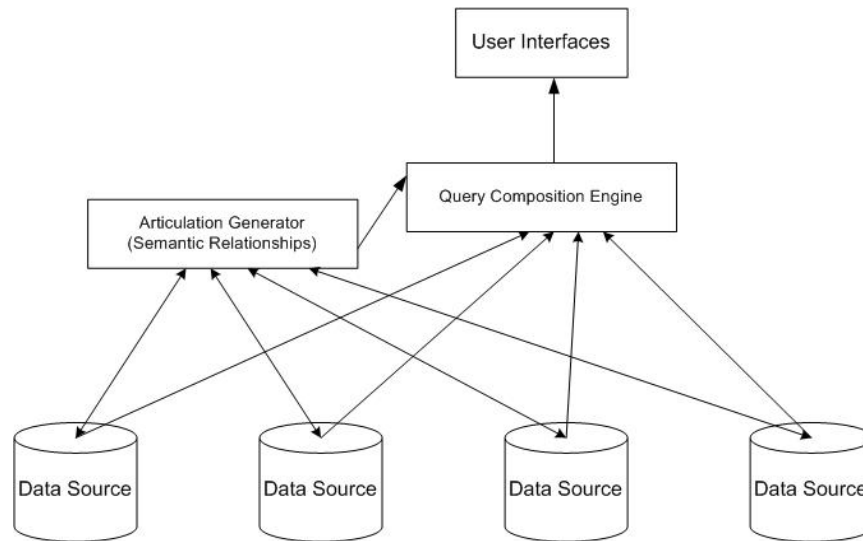 User Interfaces
Query Composition Engine
Articulation Generator
(Semantic Relationships)
Data Source
Data Source
Data Source
Data Source